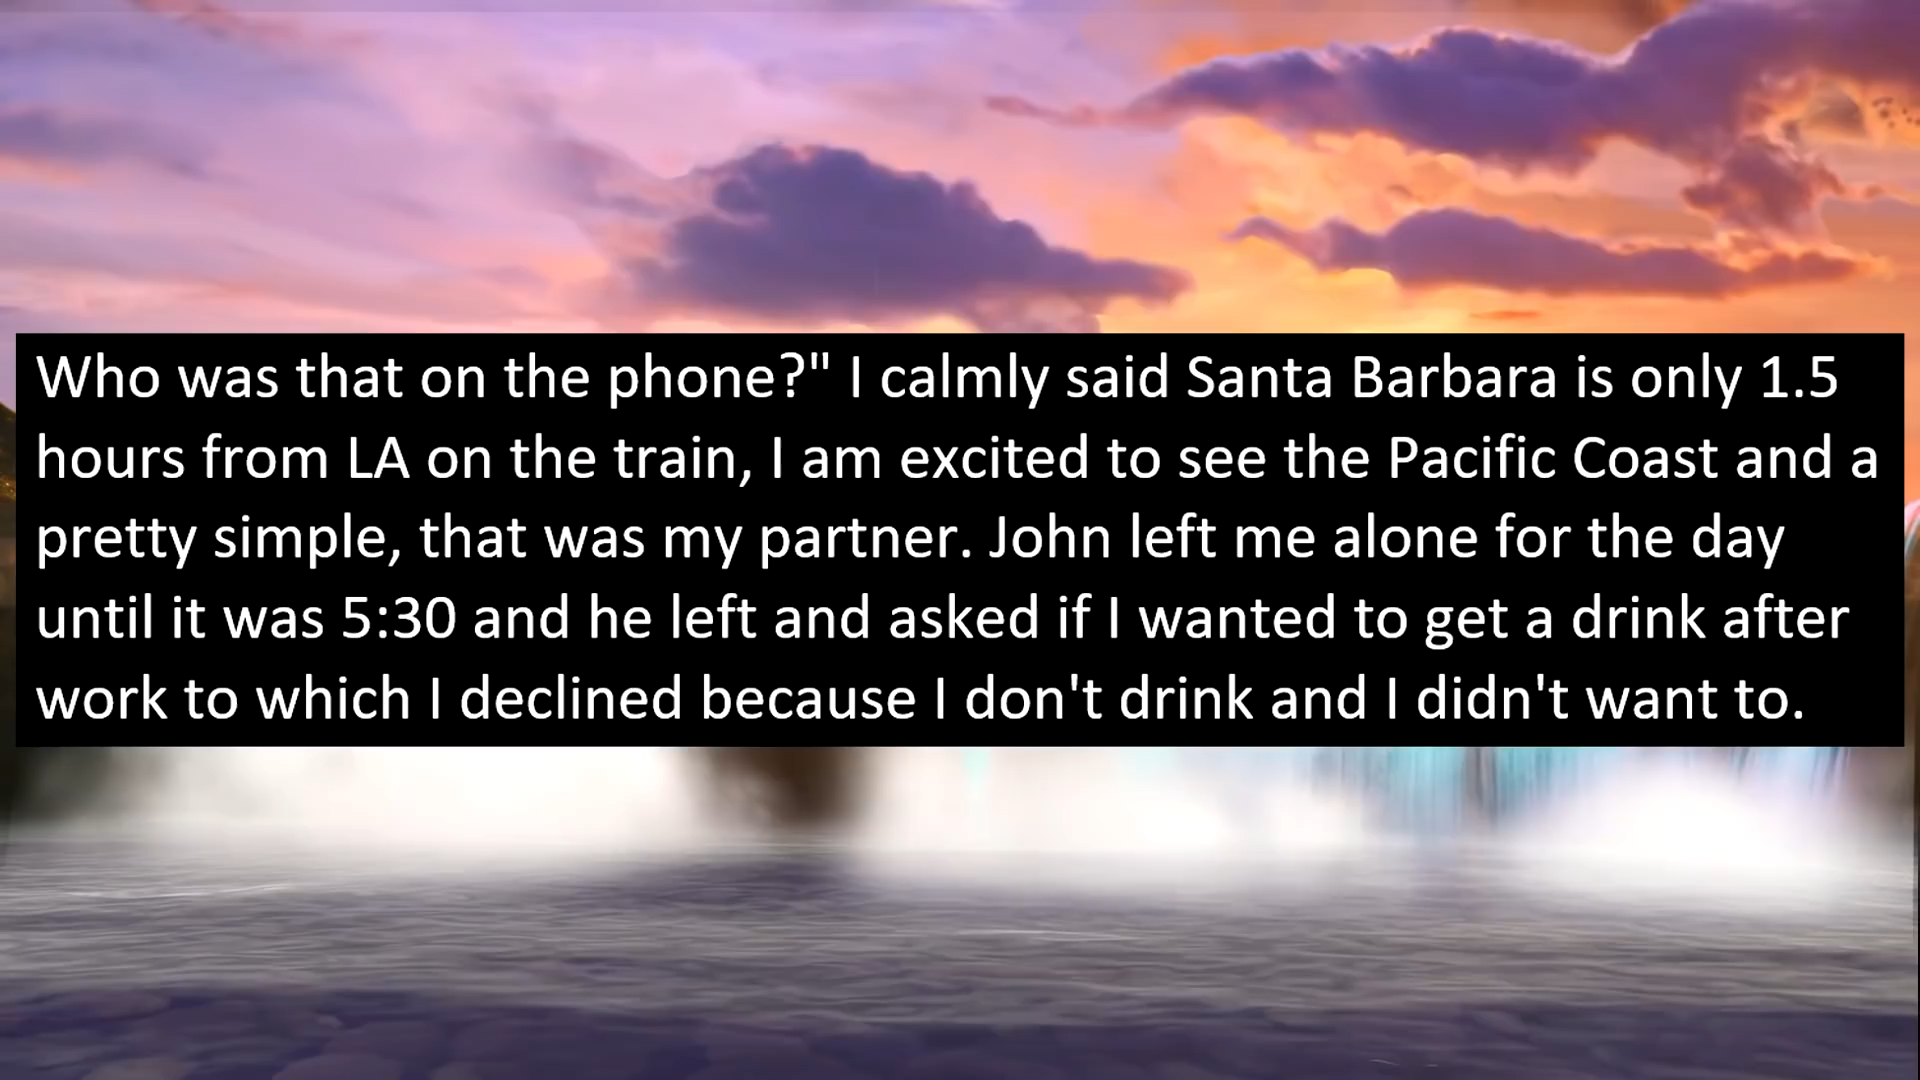 Who was that on the phone?" I calmly said Santa Barbara is only 1.5
hours from LA on the train, I am excited to see the Pacific Coast and a
pretty simple, that was my partner. John left me alone for the day
until it was 5:30 and he left and asked if I wanted to get a drink after
work to which I declined because I don't drink and I didn't want to.